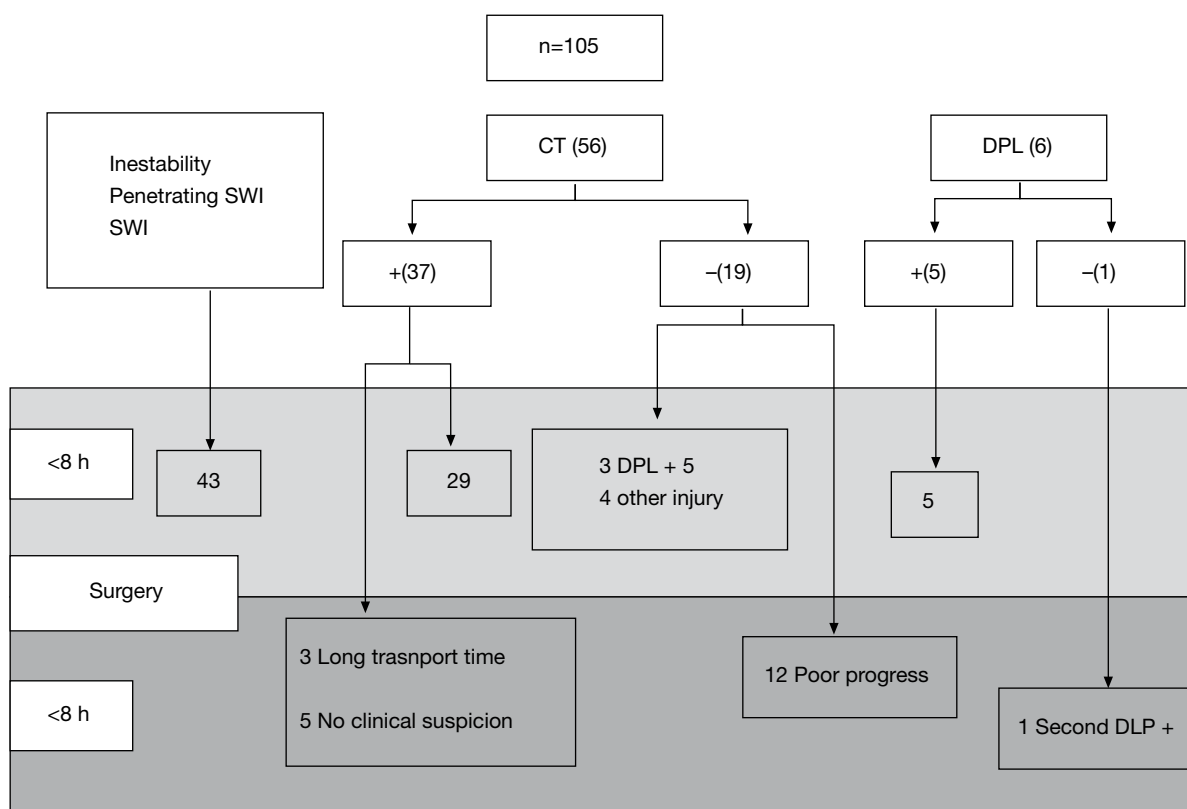 n=105
CT (56)
DPL (6)
Inestability
Penetrating SWI
SWI
+(37)
–(19)
+(5)
–(1)
<8 h
43
29
3 DPL + 5
4 other injury
5
Surgery
3 Long trasnport time
5 No clinical suspicion
12 Poor progress
<8 h
1 Second DLP +